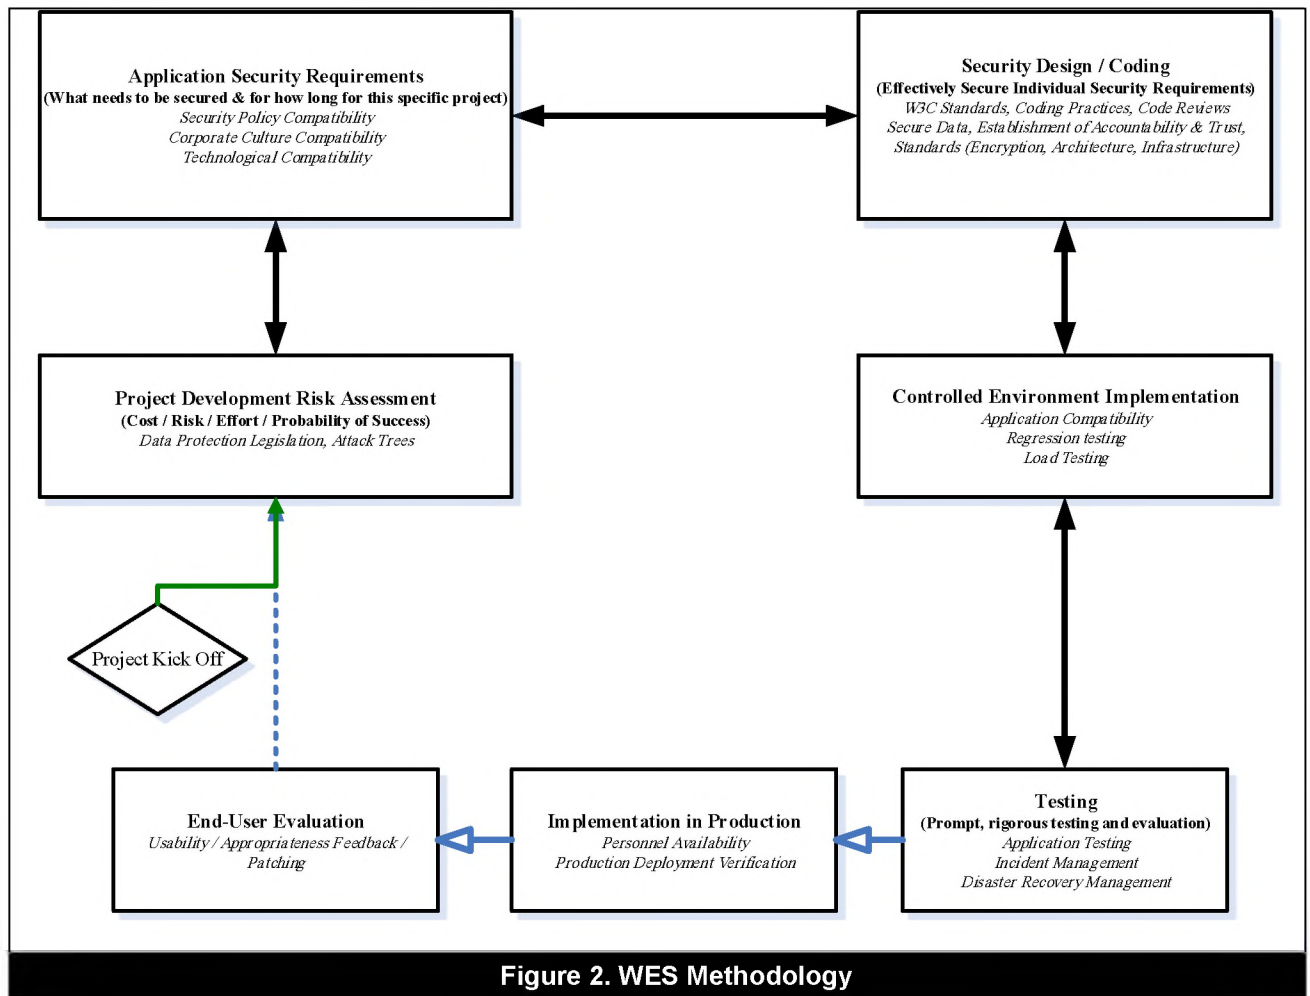 Application Security Requirements
(What needs to be secured & for how long for this specific project)
Security Policy Compatibility
Corporate Culture Compatibility
Technological Compatibility
Security Design / Coding
(Effectively Secure Individual Security Requirements)
W3C Standards, Coding Practices, Code Reviews
Secure Data, Establishment of Accountability & Trust,
Standards (Encryption, Architecture, Infrastructure)
Project Development Risk Assessment
(Cost / Risk / Effort / Probability of Success)
Data Protection Legislation, Attack Trees
Controlled Environment Implementation
Application Compatibility
Regression testing
Load Testing
Project Kick Off
End-User Evaluation
Usability / Appropriateness Feedback /
Patching
Implementation in Production
Personnel Availability
Production Deployment Verification
Testing
(Prompt, rigorous testing and evaluation)
Application Testing
Incident Management
Disaster Recovery Management
Figure 2. WES Methodology